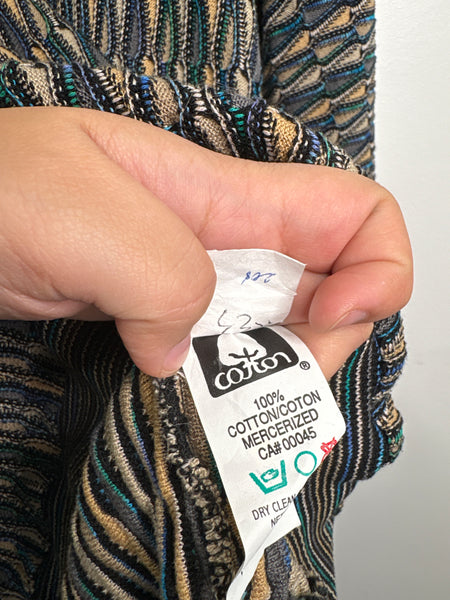 cotton ®
100%
COTTON/COTON
MERCERIZED
CA#00045
DRY CLEAN